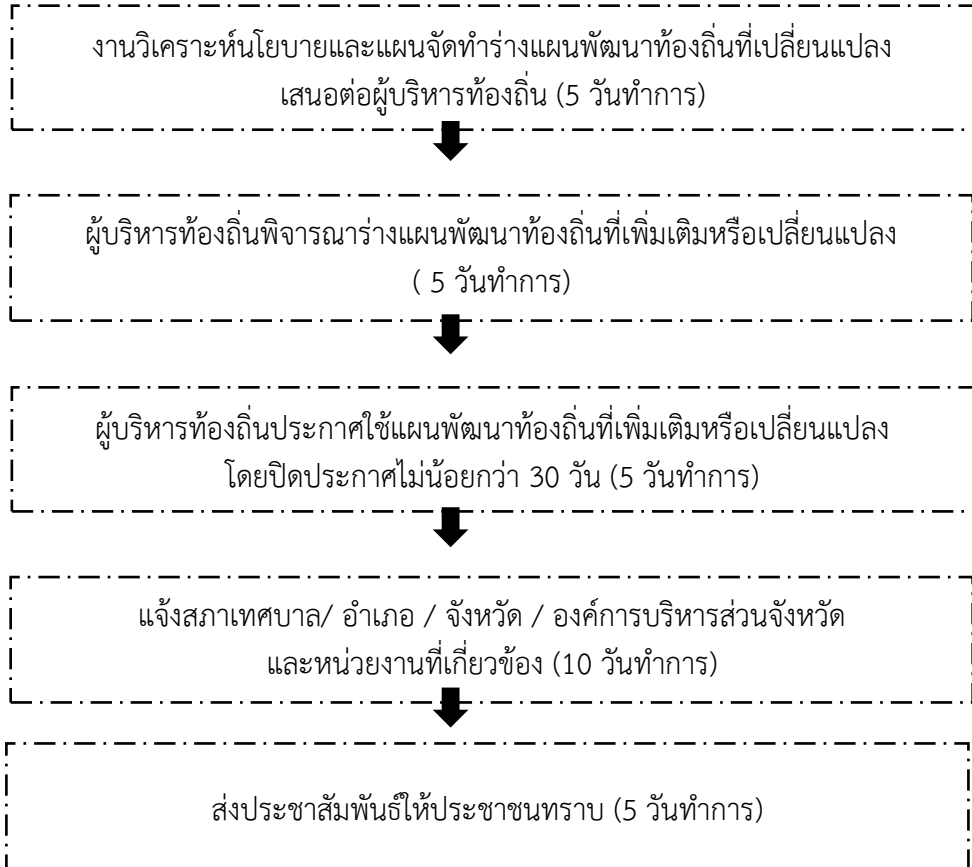 งานวิเคราะห์นโยบายและแผนจัดทำร่างแผนพัฒนาท้องถิ่นที่เปลี่ยนแปลง
เสนอต่อผู้บริหารท้องถิ่น (5 วันทำการ)
ผู้บริหารท้องถิ่นพิจารณาร่างแผนพัฒนาท้องถิ่นที่เพิ่มเติมหรือเปลี่ยนแปลง
( 5 วันทำการ)
ผู้บริหารท้องถิ่นประกาศใช้แผนพัฒนาท้องถิ่นที่เพิ่มเติมหรือเปลี่ยนแปลง
โดยปิดประกาศไม่น้อยกว่า 30 วัน (5 วันทำการ)
แจ้งสภาเทศบาล/ อำเภอ / จังหวัด / องค์การบริหารส่วนจังหวัด
และหน่วยงานที่เกี่ยวข้อง (10 วันทำการ)
ส่งประชาสัมพันธ์ให้ประชาชนทราบ (5 วันทำการ)